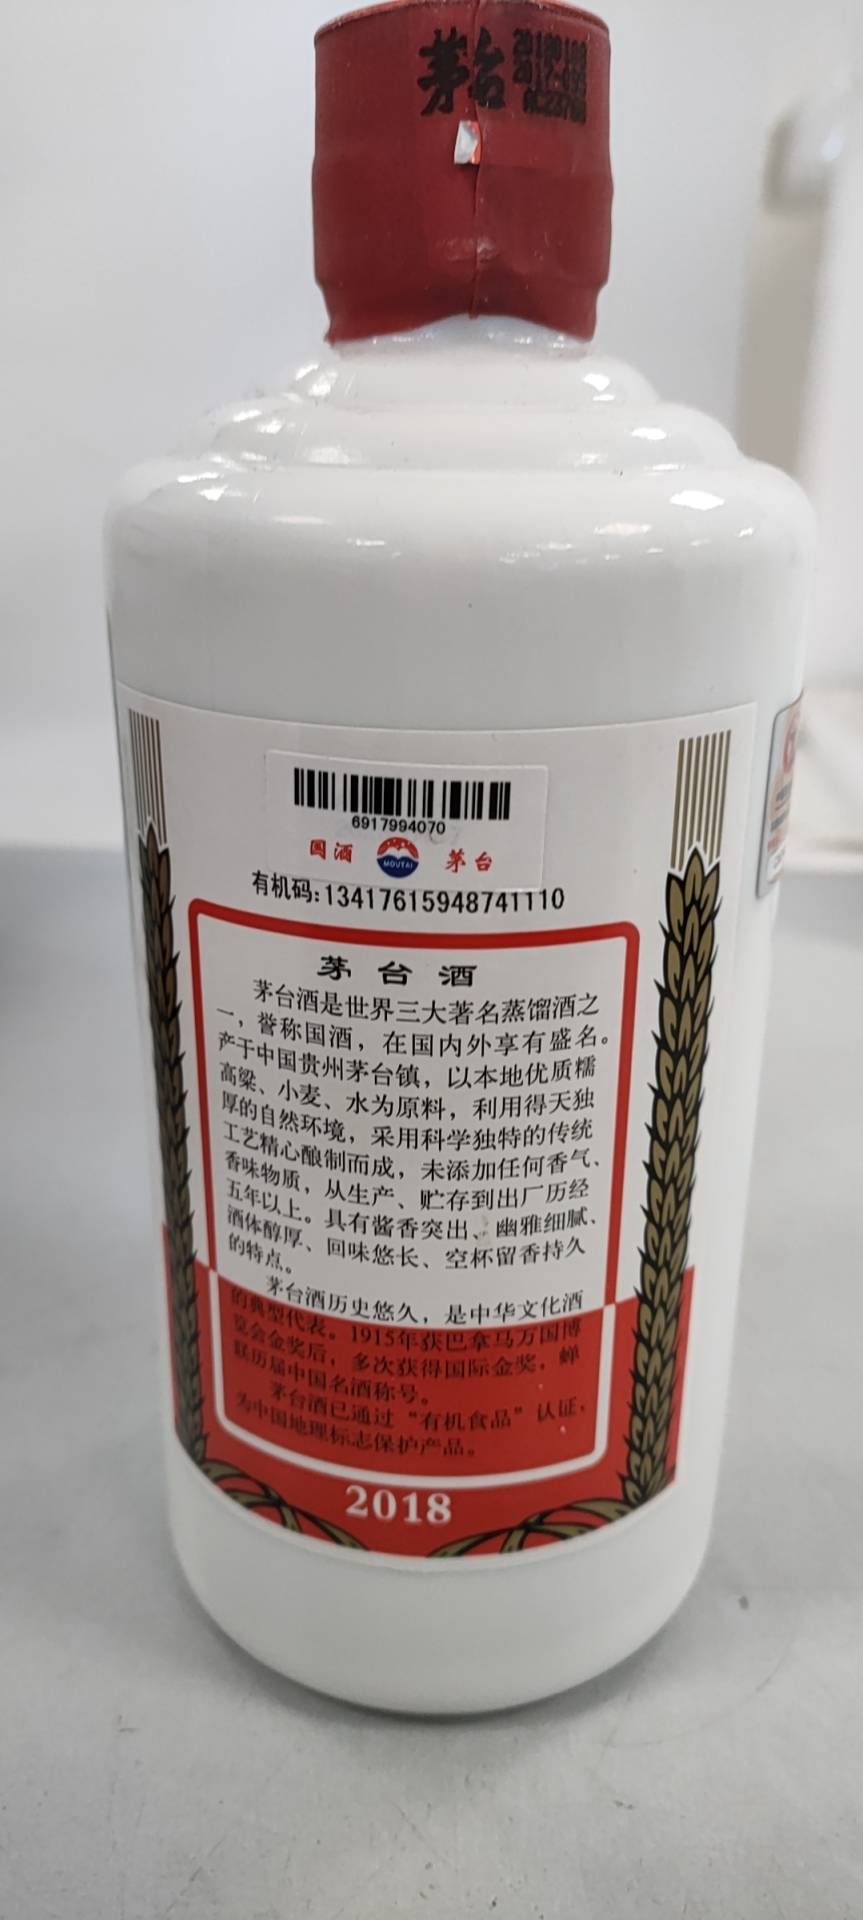 茅台
6917994070
国酒 MOUTAI 茅台
有机码:13417615948741110
茅台酒
茅台酒是世界三大著名蒸馏酒之
一，誉称国酒，在国内外享有盛名。
产于中国贵州茅台镇，以本地优质糯
高粱、小麦、水为原料，利用得天独
厚的自然环境，采用科学独特的传统
工艺精心酿制而成，未添加任何香气、
香味物质，从生产、贮存到出厂历经
五年以上。具有酱香突出、幽雅细腻、
酒体醇厚、回味悠长、空杯留香持久
的特点。
茅台酒历史悠久，是中华文化酒
的典型代表。1915年获巴拿马万国博
览会金奖后，多次获得国际金奖，蝉
联历届中国名酒称号。
茅台酒已通过“有机食品”认证，
为中国地理标志保护产品。
2018